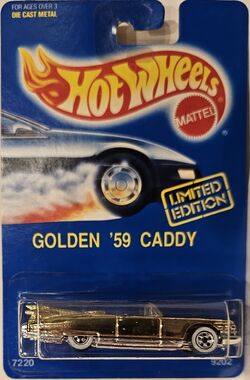 FOR AGES OVER 3
DIE CAST METAL
HOT WHEELS
MATTEL
LIMITED
EDITION
GOLDEN '59 CADDY
7220
9202